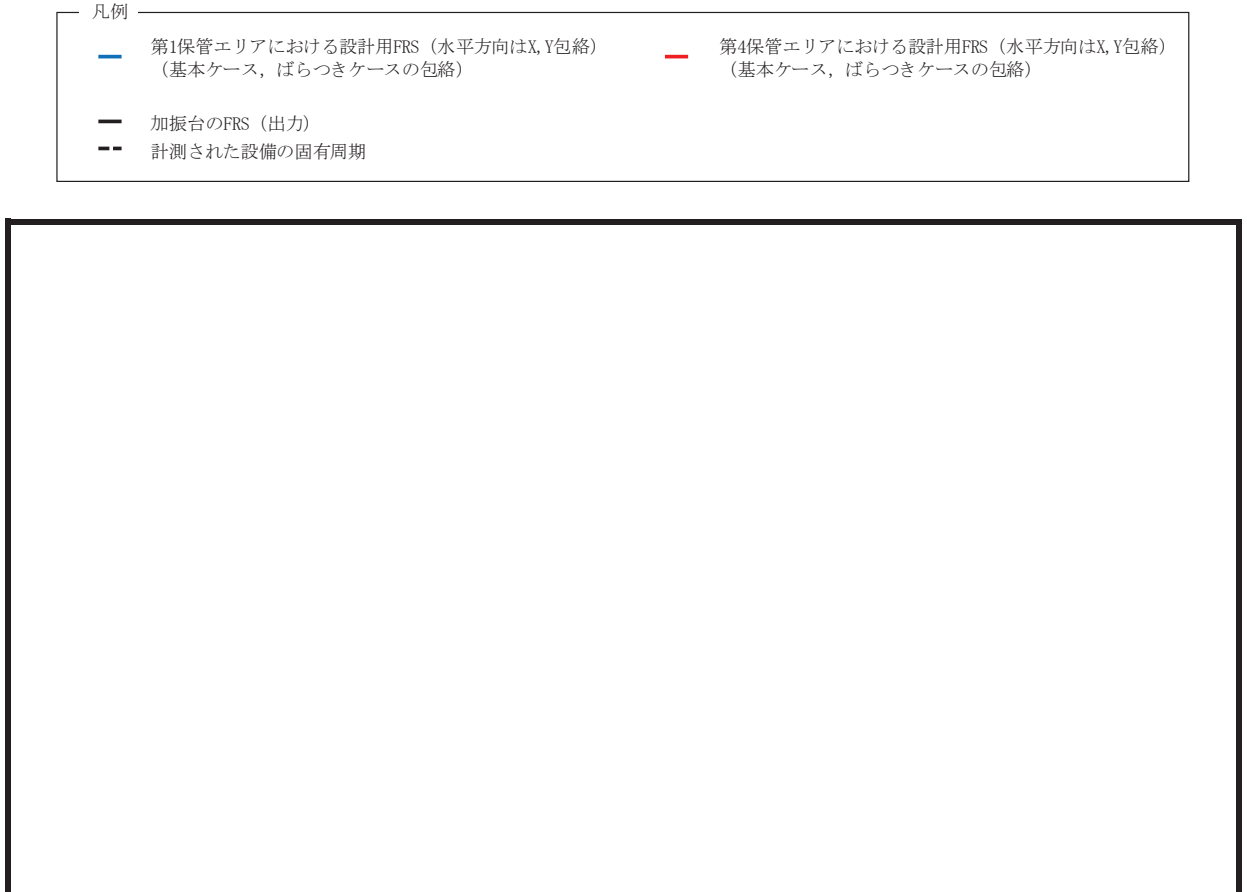 凡例
第1保管エリアにおける設計用FRS（水平方向はX,Y包絡）
（基本ケース，ばらつきケースの包絡）
第4保管エリアにおける設計用FRS（水平方向はX,Y包絡）
（基本ケース，ばらつきケースの包絡）
加振台のFRS（出力）
計測された設備の固有周期